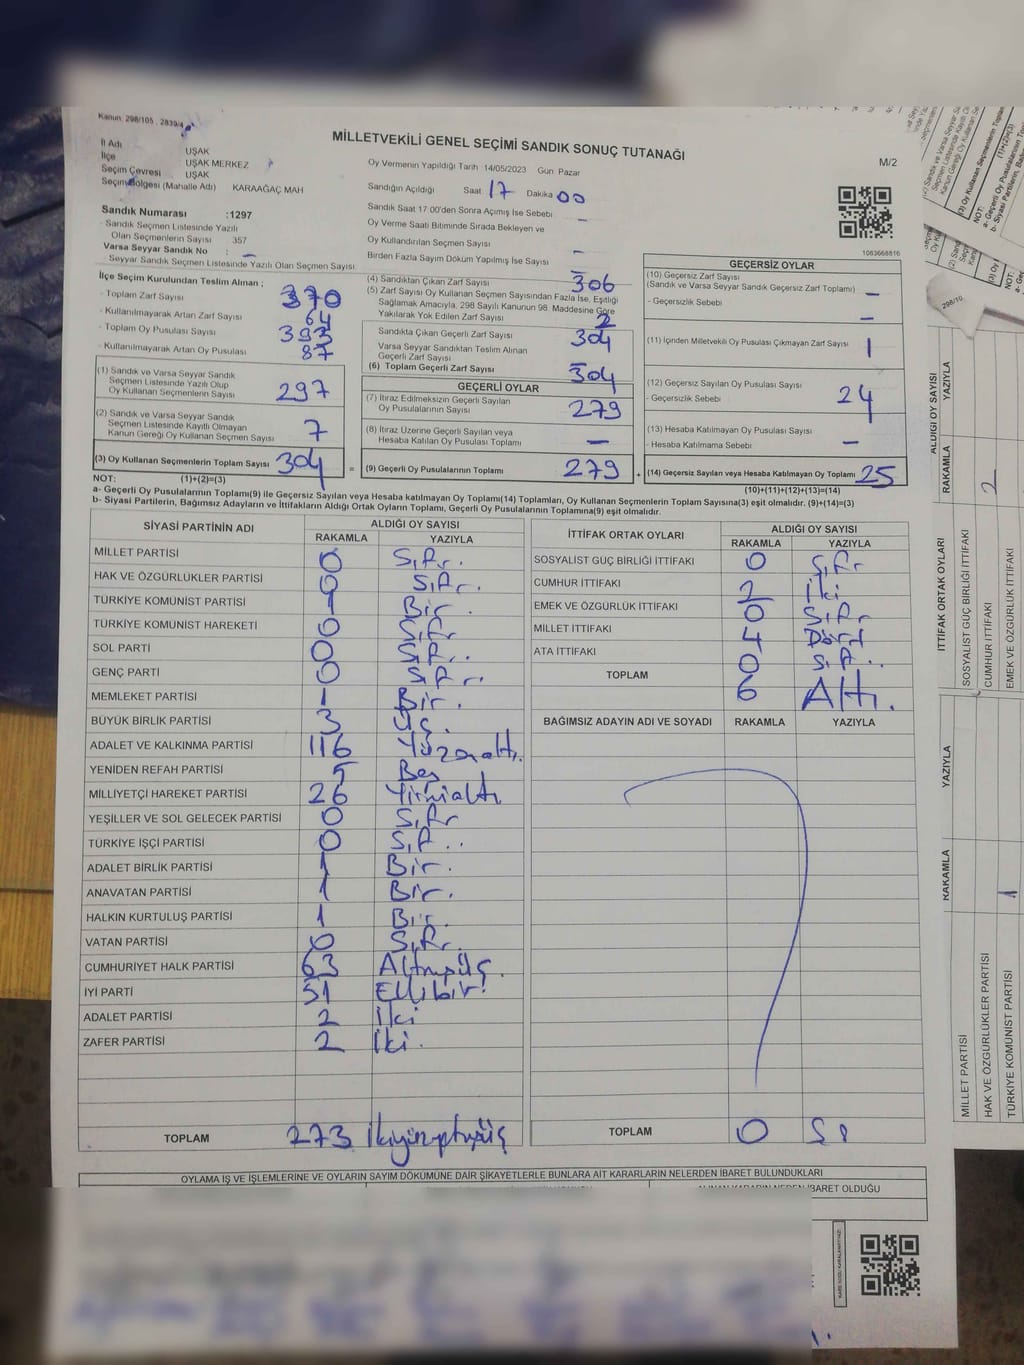 Kanun, 298/105, 2839/4
MİLLETVEKİLİ GENEL SEÇİMİ SANDIK SONUÇ TUTANAĞI
M/2
İl Adı UŞAK
İlçe UŞAK MERKEZ
Seçim Çevresi UŞAK
Seçim Bölgesi (Mahalle Adı) KARAAĞAÇ MAH
Sandık Numarası :1297
Sandık Seçmen Listesinde Yazılı
Olan Seçmenlerin Sayısı 357
Varsa Seyyar Sandık No : -
Seyyar Sandık Seçmen Listesinde Yazılı Olan Seçmen Sayısı:
Oy Vermenin Yapıldığı Tarih 14/05/2023 Gün Pazar
Sandığın Açıldığı Saat 17 Dakika 00
Sandık Saat 17:00'den Sonra Açımış İse Sebebi -
Oy Verme Saati Bitiminde Sırada Bekleyen ve
Oy Kullandırılan Seçmen Sayısı -
Birden Fazla Sayım Döküm Yapılmış İse Sayısı -
1083668816
İlçe Seçim Kurulundan Teslim Alınan ;
- Toplam Zarf Sayısı 370
- Kullanılmayarak Artan Zarf Sayısı 64
- Toplam Oy Pusulası Sayısı 393
- Kullanılmayarak Artan Oy Pusulası 87
(1) Sandık ve Varsa Seyyar Sandık
Seçmen Listesinde Yazılı Olup
Oy Kullanan Seçmenlerin Sayısı 297
(2) Sandık ve Varsa Seyyar Sandık
Seçmen Listesinde Kayıtlı Olmayan
Kanun Gereği Oy Kullanan Seçmen Sayısı 7
(3) Oy Kullanan Seçmenlerin Toplam Sayısı 304
(4) Sandıktan Çıkan Zarf Sayısı 306
(5) Zarf Sayısı Oy Kullanan Seçmen Sayısından Fazla İse, Eşitliği
Sağlamak Amacıyla, 298 Sayılı Kanunun 98. Maddesine Göre
Yakılarak Yok Edilen Zarf Sayısı 2
Sandıkta Çıkan Geçerli Zarf Sayısı 304
Varsa Seyyar Sandıktan Teslim Alınan
Geçerli Zarf Sayısı -
(6) Toplam Geçerli Zarf Sayısı 304
GEÇERLİ OYLAR
(7) İtiraz Edilmeksizin Geçerli Sayılan
Oy Pusulalarının Sayısı 279
(8) İtiraz Üzerine Geçerli Sayılan veya
Hesaba Katılan Oy Pusulası Toplamı -
= (9) Geçerli Oy Pusulalarının Toplamı 279
GEÇERSİZ OYLAR
(10) Geçersiz Zarf Sayısı
(Sandık ve Varsa Seyyar Sandık Geçersiz Zarf Toplamı) -
- Geçersizlik Sebebi -
(11) İçinden Milletvekili Oy Pusulası Çıkmayan Zarf Sayısı 1
(12) Geçersiz Sayılan Oy Pusulası Sayısı 24
- Geçersizlik Sebebi
(13) Hesaba Katılmayan Oy Pusulası Sayısı
- Hesaba Katılmama Sebebi -
+ (14) Geçersiz Sayılan veya Hesaba Katılmayan Oy Toplamı 25
NOT: (1)+(2)=(3) (10)+(11)+(12)+(13)=(14)
a- Geçerli Oy Pusulalarının Toplamı(9) ile Geçersiz Sayılan veya Hesaba katılmayan Oy Toplamı(14) Toplamları, Oy Kullanan Seçmenlerin Toplam Sayısına(3) eşit olmalıdır. (9)+(14)=(3)
b- Siyasi Partilerin, Bağımsız Adayların ve İttifakların Aldığı Ortak Oyların Toplamı, Geçerli Oy Pusulalarının Toplamına(9) eşit olmalıdır.
SİYASİ PARTİNİN ADI ALDIĞI OY SAYISI
RAKAMLA YAZIYLA
MİLLET PARTİSİ 0 Sıfır.
HAK VE ÖZGÜRLÜKLER PARTİSİ 0 Sıfır.
TÜRKİYE KOMÜNİST PARTİSİ 1 Bir.
TÜRKİYE KOMÜNİST HAREKETİ 0 Sıfır
SOL PARTİ 0 Sıfır.
GENÇ PARTİ 0 Sıfır.
MEMLEKET PARTİSİ 1 Bir.
BÜYÜK BİRLİK PARTİSİ 3 Üç.
ADALET VE KALKINMA PARTİSİ 116 Yüzonaltı.
YENİDEN REFAH PARTİSİ 5 Beş
MİLLİYETÇİ HAREKET PARTİSİ 26 Yirmialtı
YEŞİLLER VE SOL GELECEK PARTİSİ 0 Sıfır
TÜRKİYE İŞÇİ PARTİSİ 0 Sıf..
ADALET BİRLİK PARTİSİ 1 Bir.
ANAVATAN PARTİSİ 1 Bir.
HALKIN KURTULUŞ PARTİSİ 1 Bir.
VATAN PARTİSİ 0 Sıfır.
CUMHURİYET HALK PARTİSİ 63 Altmışüç.
İYİ PARTİ 51 Ellibir.
ADALET PARTİSİ 2 İki
ZAFER PARTİSİ 2 İki.
TOPLAM 273 İkiyüzyetmişüç
İTTİFAK ORTAK OYLARI ALDIĞI OY SAYISI
RAKAMLA YAZIYLA
SOSYALİST GÜÇ BİRLİĞİ İTTİFAKI 0 Sıfır
CUMHUR İTTİFAKI 2 İki
EMEK VE ÖZGÜRLÜK İTTİFAKI 0 Sıfır
MİLLET İTTİFAKI 4 Dört
ATA İTTİFAKI 0 Sıf..
TOPLAM 6 Altı.
BAĞIMSIZ ADAYIN ADI VE SOYADI RAKAMLA YAZIYLA
TOPLAM 0 Sı
OYLAMA İŞ VE İŞLEMLERİNE VE OYLARIN SAYIM DÖKÜMÜNE DAİR ŞİKAYETLERLE BUNLARA AİT KARARLARIN NELERDEN İBARET BULUNDUKLARI
İBARET OLDUĞU
ALDIĞI OY SAYISI
RAKAMLA YAZIYLA
İTTİFAK ORTAK OYLARI
SOSYALİST GÜÇ BİRLİĞİ İTTİFAKI
CUMHUR İTTİFAKI 2
EMEK VE ÖZGÜRLÜK İTTİFAKI
RAKAMLA YAZIYLA
MİLLET PARTİSİ
HAK VE ÖZGÜRLÜKLER PARTİSİ
TÜRKİYE KOMÜNİST PARTİSİ 1